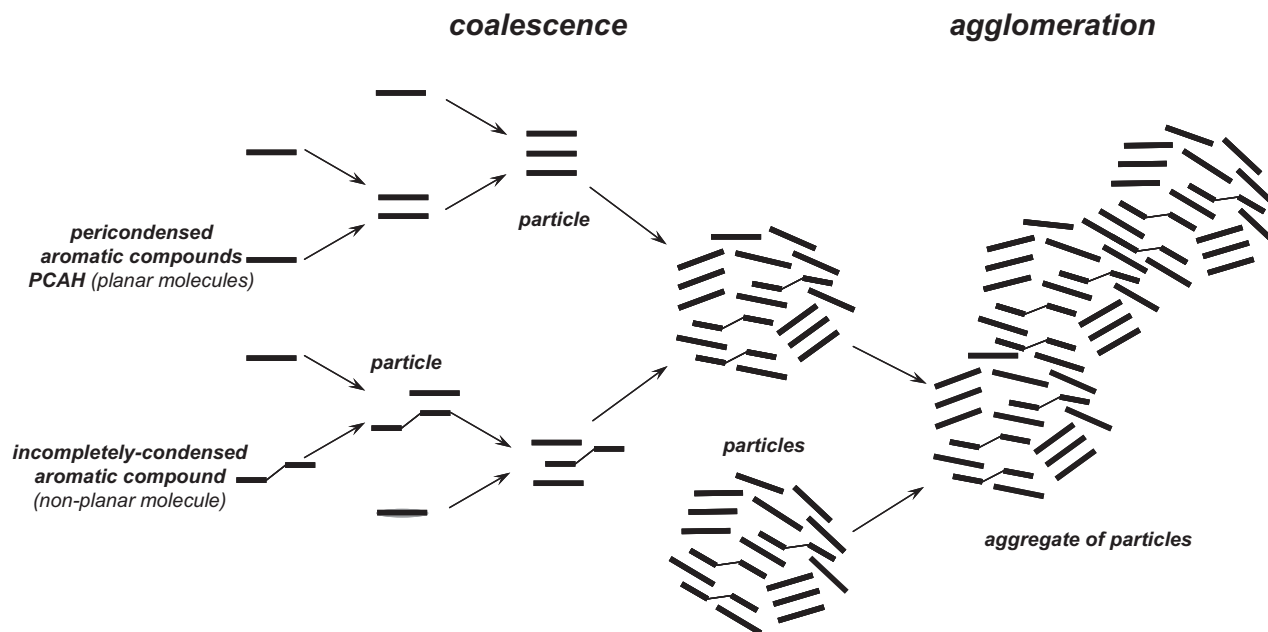 coalescence
agglomeration
particle
pericondensed
aromatic compounds
PCAH (planar molecules)
particle
incompletely-condensed
aromatic compound
(non-planar molecule)
particles
aggregate of particles